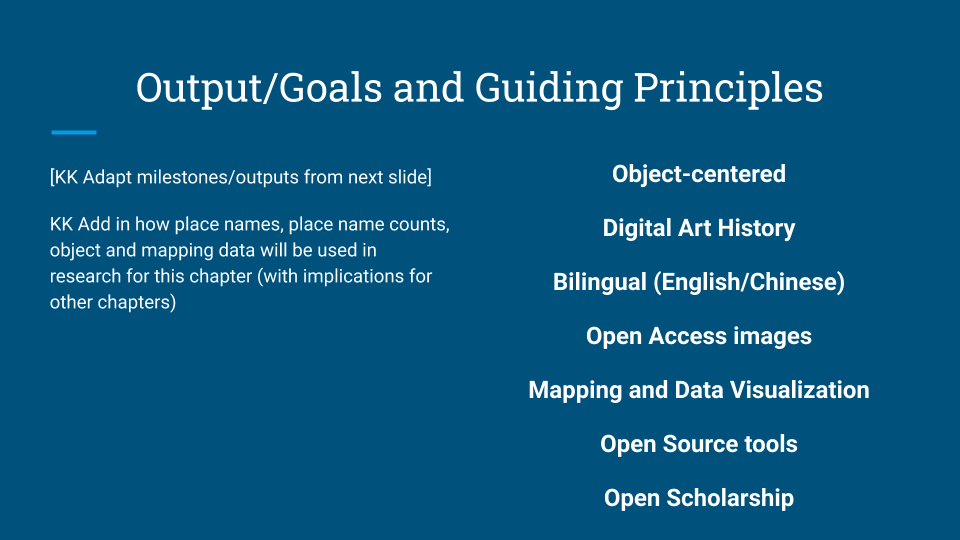 Output/Goals and Guiding Principles
[KK Adapt milestones/outputs from next slide]
KK Add in how place names, place name counts,
object and mapping data will be used in
research for this chapter (with implications for
other chapters)
Object-centered
Digital Art History
Bilingual (English/Chinese)
Open Access images
Mapping and Data Visualization
Open Source tools
Open Scholarship